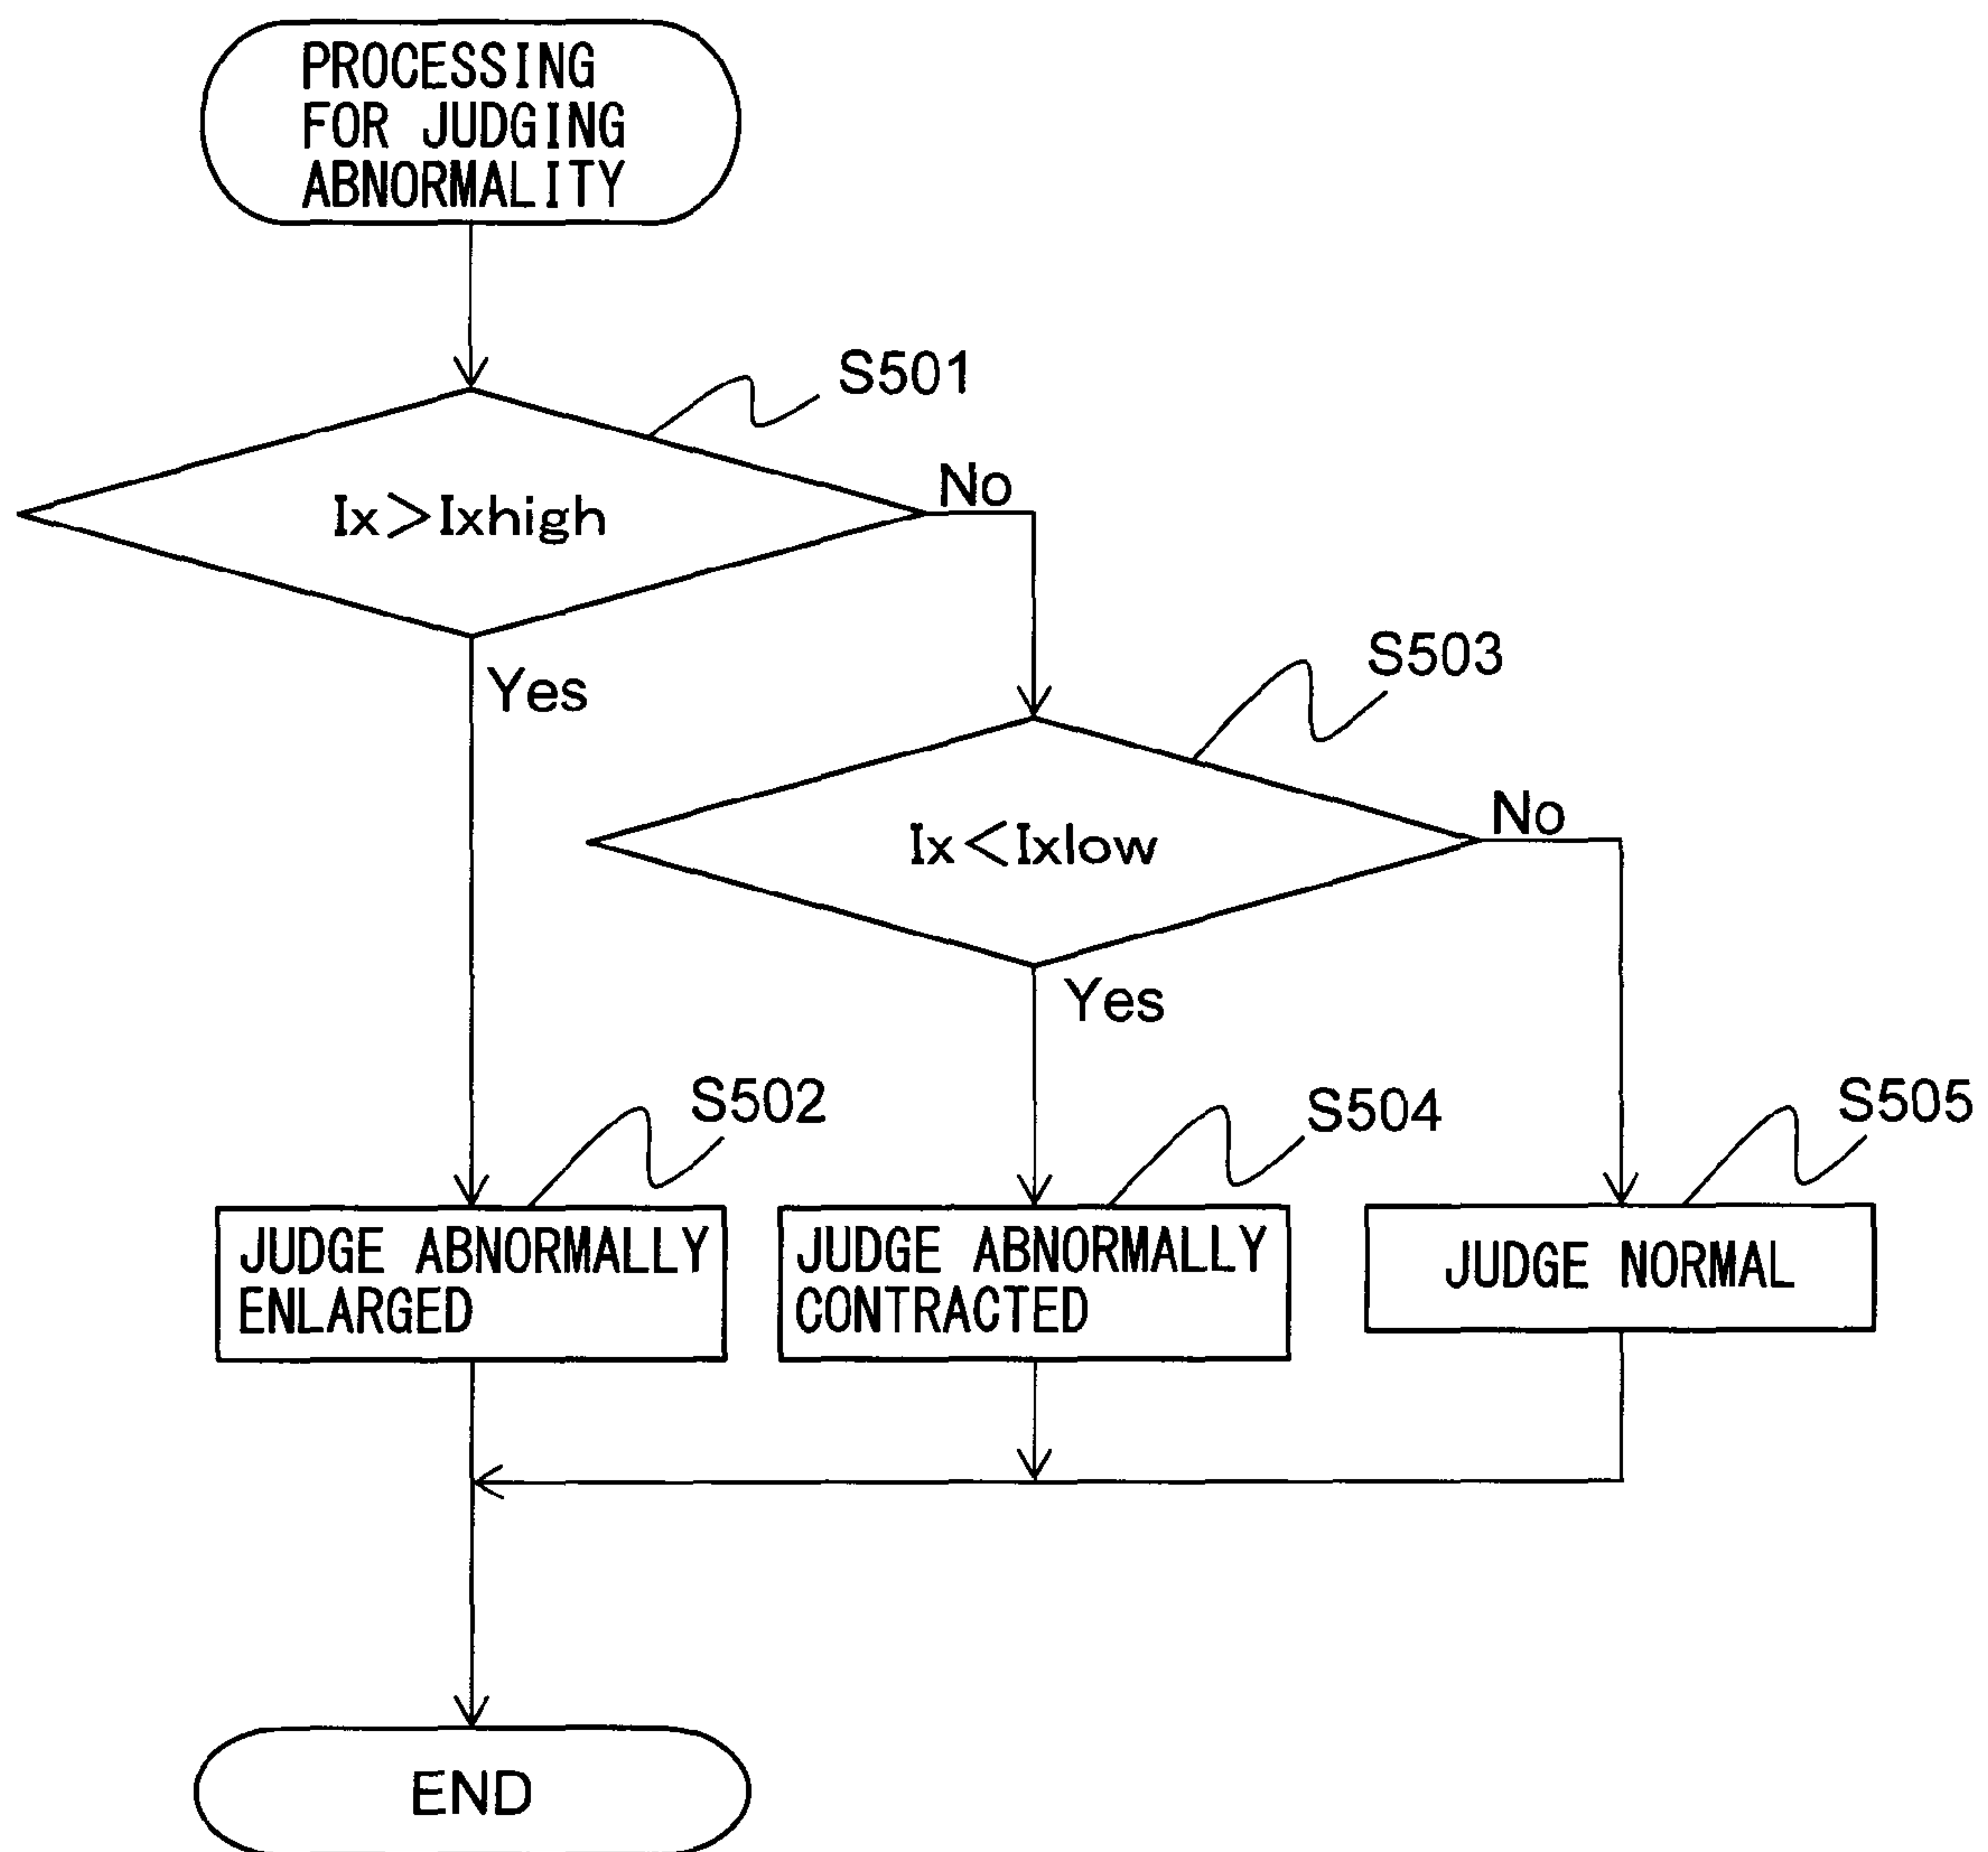 PROCESSING
FOR JUDGING
ABNORMALITY
S501
Ix>Ixhigh
No
Yes
S503
Ix<Ixlow
No
Yes
S502
S504
S505
JUDGE ABNORMALLY
ENLARGED
JUDGE ABNORMALLY
CONTRACTED
JUDGE NORMAL
END